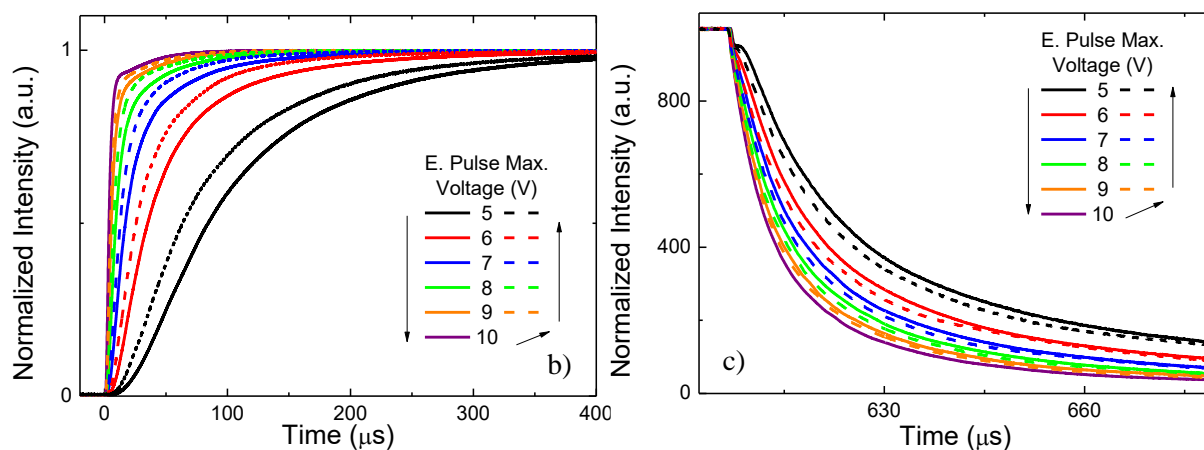 Normalized Intensity (a.u.)
1
0
E. Pulse Max.
Voltage (V)
5
6
7
8
9
10
b)
0 100 200 300 400
Time (μs)
Normalized Intensity (a.u.)
800
400
0
E. Pulse Max.
Voltage (V)
5
6
7
8
9
10
c)
630 660
Time (μs)